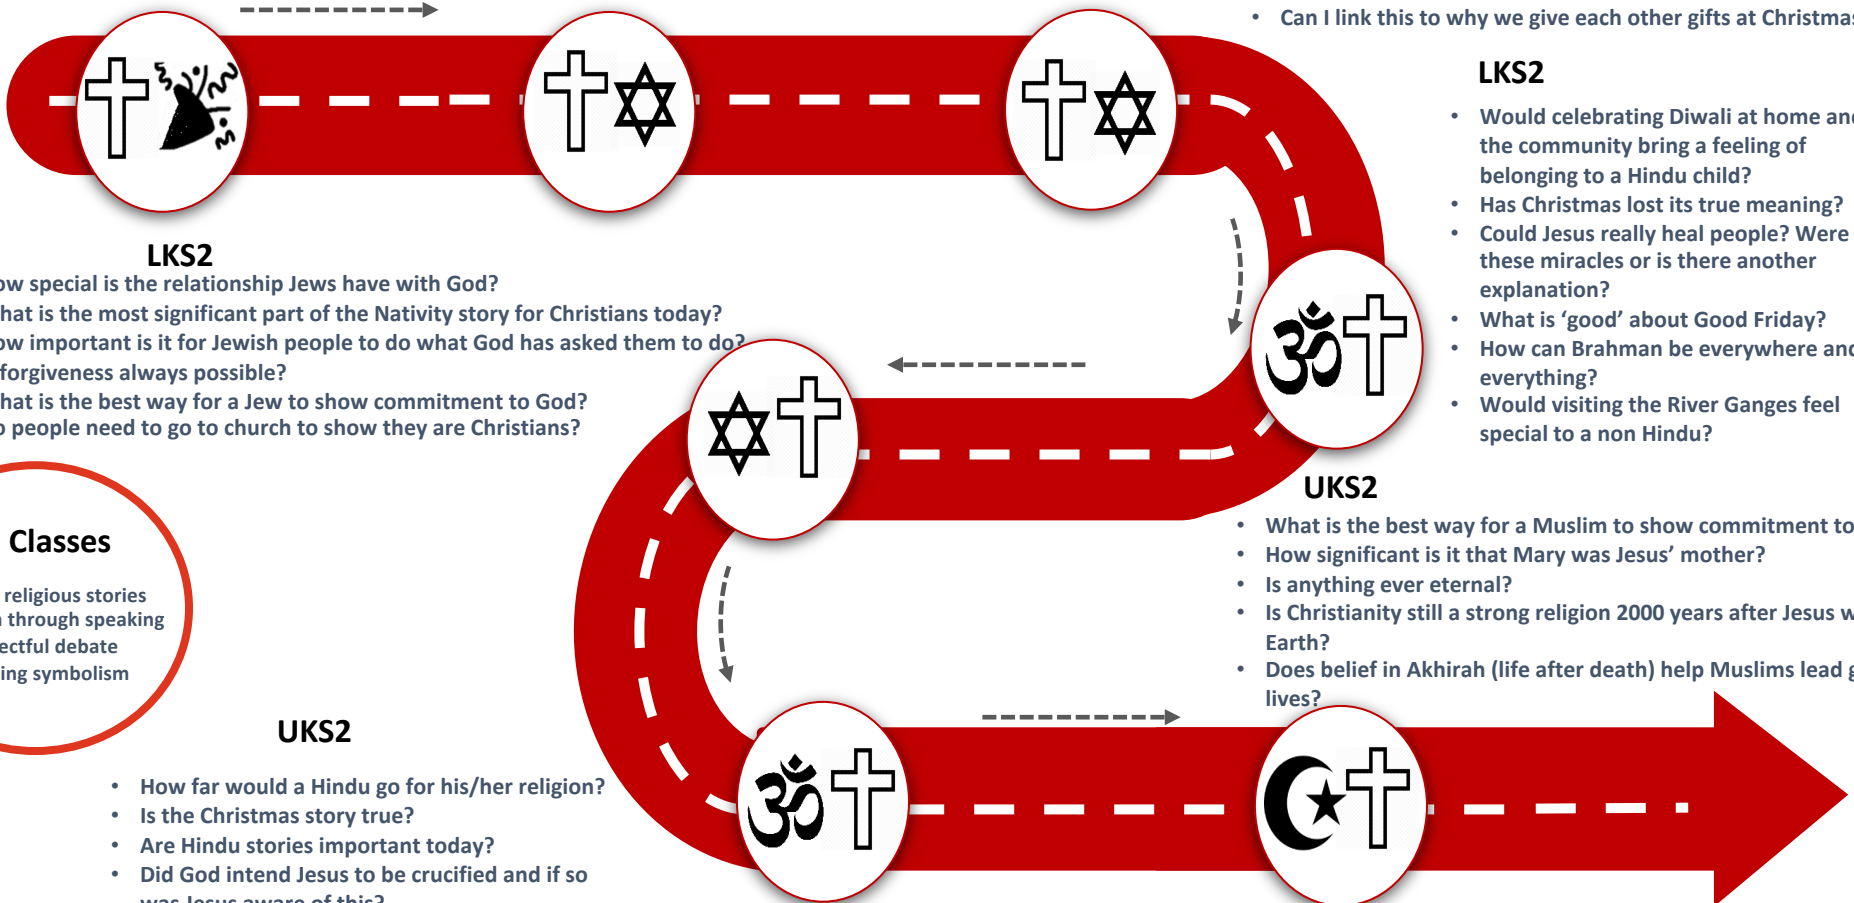 • Can I link this to why we give each other gifts at Christmas
LKS2
• Would celebrating Diwali at home and
the community bring a feeling of
belonging to a Hindu child?
• Has Christmas lost its true meaning?
• Could Jesus really heal people? Were
these miracles or is there another
explanation?
• What is ‘good’ about Good Friday?
• How can Brahman be everywhere and
everything?
• Would visiting the River Ganges feel
special to a non Hindu?
LKS2
ow special is the relationship Jews have with God?
hat is the most significant part of the Nativity story for Christians today?
ow important is it for Jewish people to do what God has asked them to do?
forgiveness always possible?
hat is the best way for a Jew to show commitment to God?
o people need to go to church to show they are Christians?
Classes
religious stories
through speaking
ectful debate
ing symbolism
UKS2
• What is the best way for a Muslim to show commitment to
• How significant is it that Mary was Jesus’ mother?
• Is anything ever eternal?
• Is Christianity still a strong religion 2000 years after Jesus w
Earth?
• Does belief in Akhirah (life after death) help Muslims lead g
lives?
UKS2
• How far would a Hindu go for his/her religion?
• Is the Christmas story true?
• Are Hindu stories important today?
• Did God intend Jesus to be crucified and if so
was Jesus aware of this?